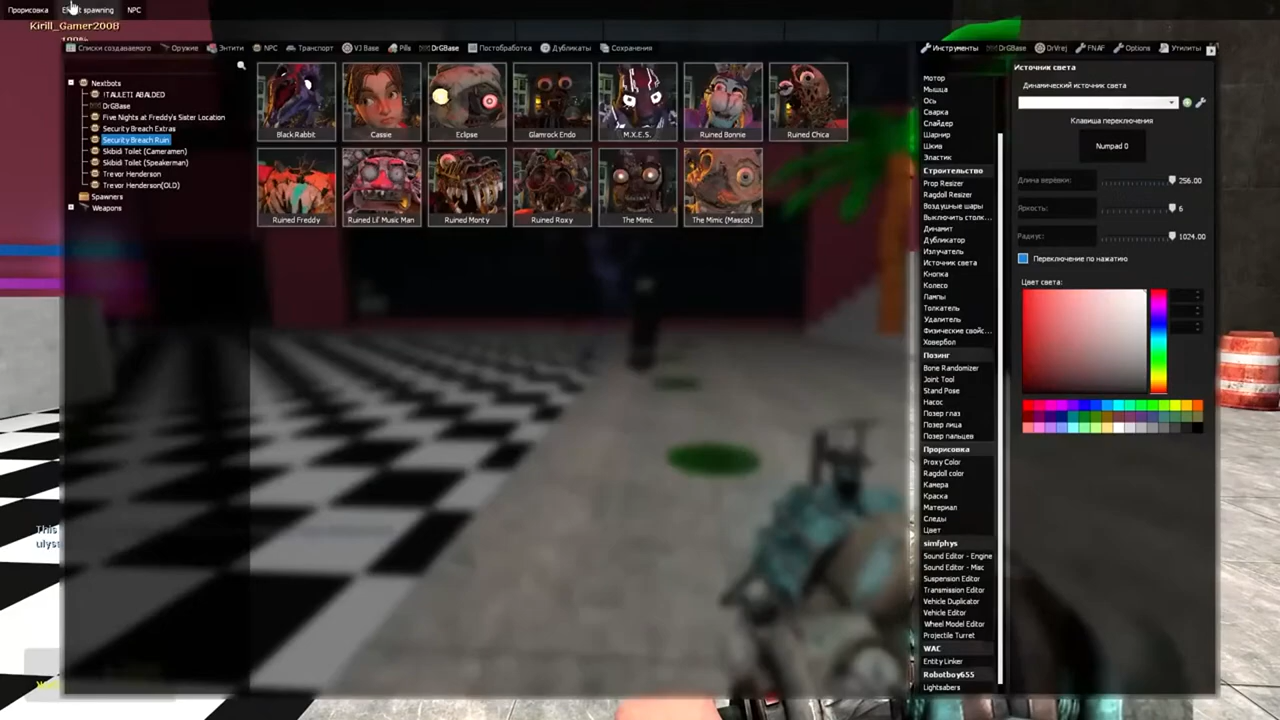 Прорисовка
NPC
Kirill_Gamer2008
100%
Списки создаваемого
Оружие
Энтити
NPC
Транспорт
VJ Base
Pills
DrGBase
Постобработка
Дубликаты
Сохранения
Инструменты
DrGBase
DrVrej
FNAF
Options
Утилиты
Nextbots
!TALILETI ABALDED
DrGBase
Five Nights at Freddy's Sister Location
Security Breach Extras
Security Breach Ruin
Skibidi Toilet (Cameramen)
Skibidi Toilet (Speakerman)
Trevor Henderson
Trevor Henderson(OLD)
Spawners
Weapons
Black Rabbit
Cassie
Eclipse
Glamrock Endo
M.X.E.S.
Ruined Bonnie
Ruined Chica
Ruined Freddy
Ruined Lil' Music Man
Ruined Monty
Ruined Roxy
The Mimic
The Mimic (Mascot)
Мотор
Мышца
Ось
Сварка
Слайдер
Шарнир
Шкив
Эластик
Строительство
Prop Resizer
Ragdoll Resizer
Воздушные шары
Выключить столк...
Динамит
Дубликатор
Излучатель
Источник света
Кнопка
Колесо
Лампы
Толкатель
Удалитель
Физические свойс...
Ховербол
Позинг
Bone Randomizer
Joint Tool
Stand Pose
Насос
Позер глаз
Позер лица
Позер пальцев
Прорисовка
Proxy Color
Ragdoll color
Камера
Краска
Материал
Следы
Цвет
simfphys
Sound Editor - Engine
Sound Editor - Misc
Suspension Editor
Transmission Editor
Vehicle Duplicator
Vehicle Editor
Wheel Model Editor
Projectile Turret
WAC
Entity Linker
Robotboy655
Lightsabers
Источник света
Динамический источник света
Клавиша переключения
Numpad 0
Длина верёвки:
256.00
Яркость:
6
Радиус:
1024.00
Переключение по нажатию
Цвет света:
This
ulyst